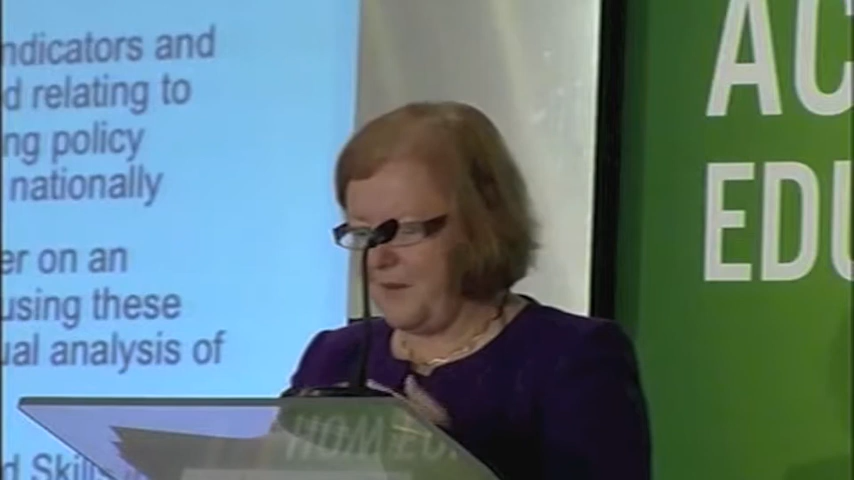 ndicators and
d relating to
ng policy
nationally
er on an
using these
ual analysis of
d Skills
AC
EDU